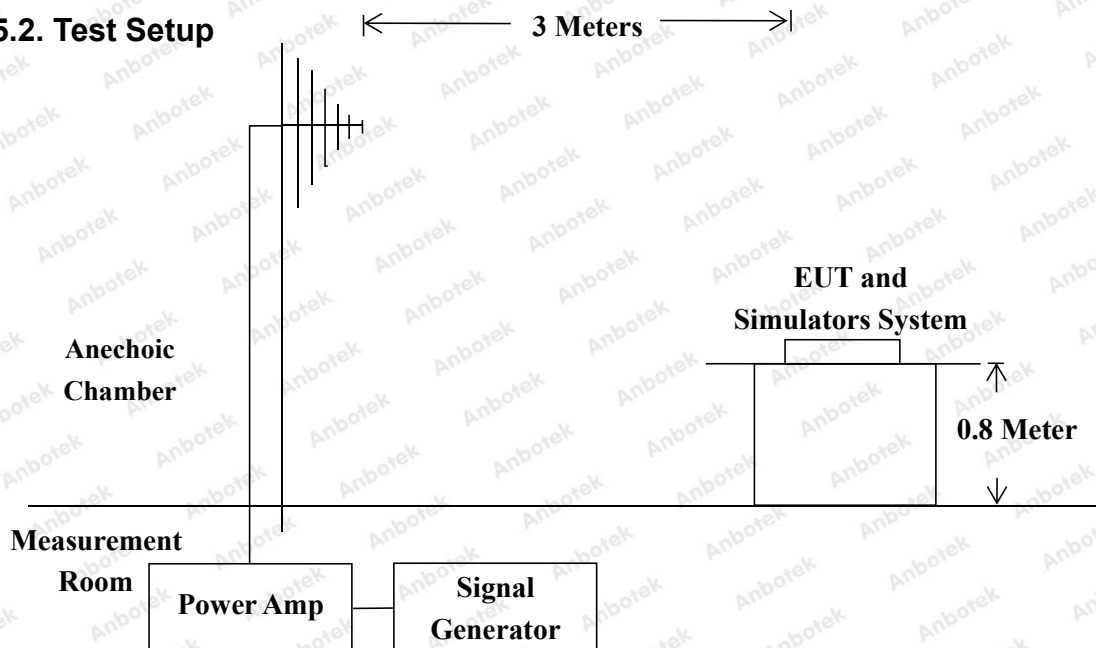 5.2. Test Setup
3 Meters
EUT and
Simulators System
Anechoic
Chamber
0.8 Meter
Measurement
Room
Power Amp
Signal
Generator
Anbotek